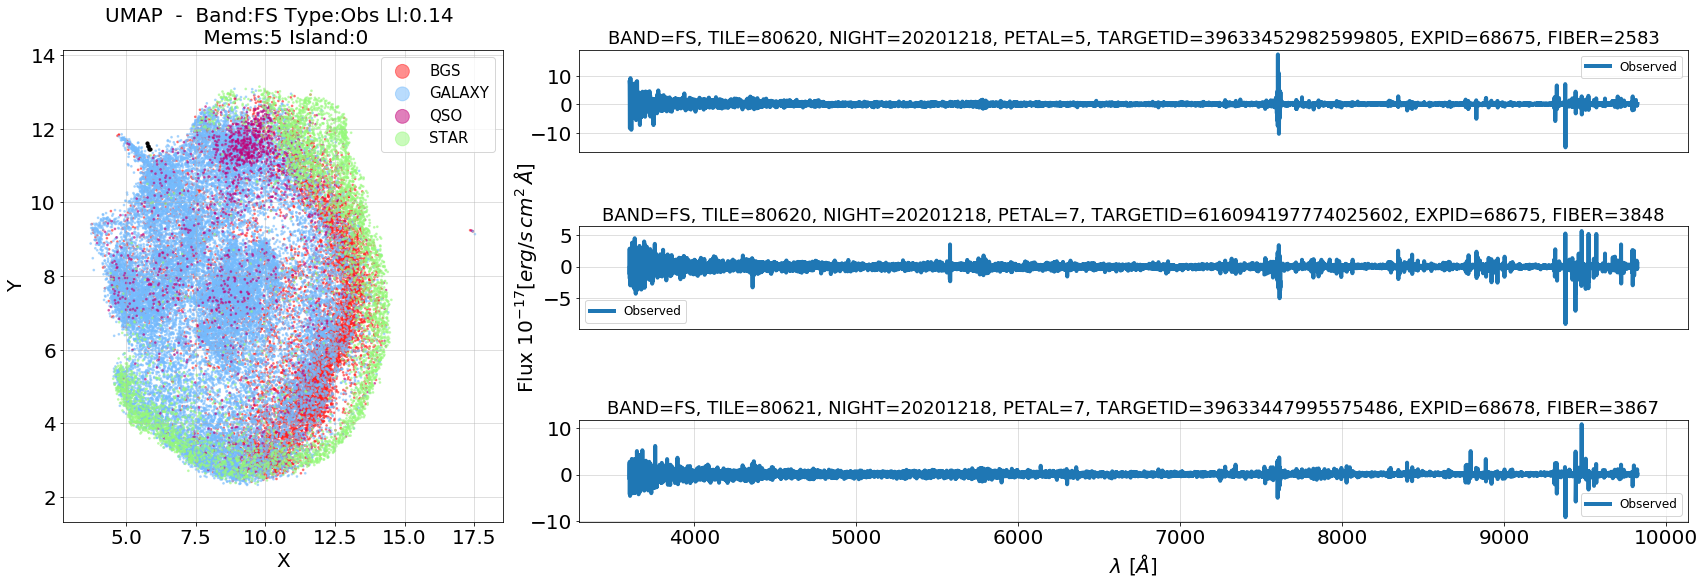 UMAP - Band:FS Type:Obs Ll:0.14
Mems:5 Island:0
14
12
10
8
6
4
2
Y
5.0 7.5 10.0 12.5 15.0 17.5
X
BGS
GALAXY
QSO
STAR
Flux 10⁻¹⁷[erg/s cm² Å]
BAND=FS, TILE=80620, NIGHT=20201218, PETAL=5, TARGETID=39633452982599805, EXPID=68675, FIBER=2583
10
0
−10
Observed
BAND=FS, TILE=80620, NIGHT=20201218, PETAL=7, TARGETID=616094197774025602, EXPID=68675, FIBER=3848
5
0
−5
Observed
BAND=FS, TILE=80621, NIGHT=20201218, PETAL=7, TARGETID=39633447995575486, EXPID=68678, FIBER=3867
10
0
−10
Observed
4000 5000 6000 7000 8000 9000 10000
λ [Å]